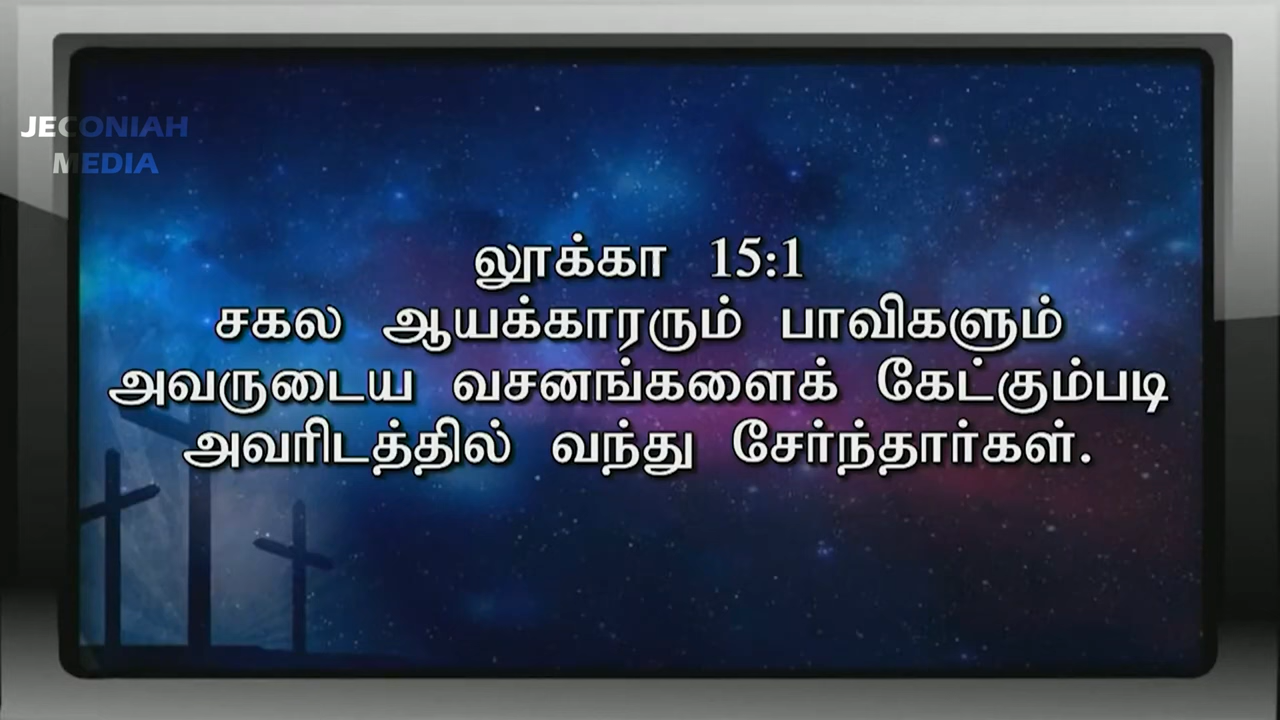 JECONIAH
MEDIA
லூக்கா 15:1
சகல ஆயக்காரரும் பாவிகளும்
அவருடைய வசனங்களைக் கேட்கும்படி
அவரிடத்தில் வந்து சேர்ந்தார்கள்.